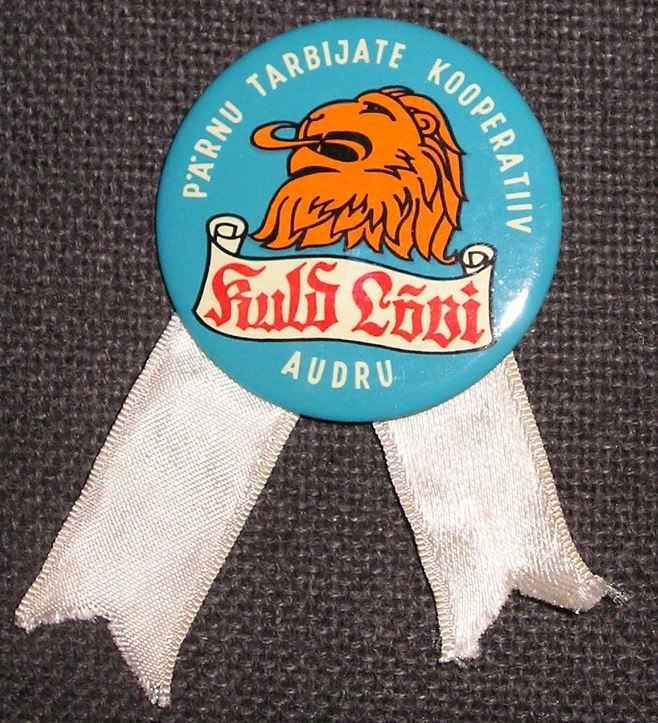 PÄRNU TARBIJATE KOOPERATIIV
Kuld Lõvi
AUDRU